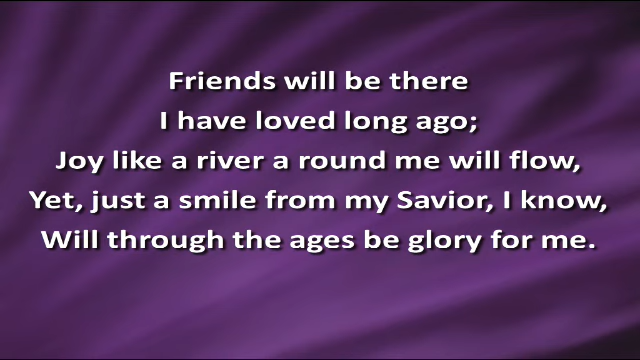 Friends will be there
I have loved long ago;
Joy like a river a round me will flow,
Yet, just a smile from my Savior, I know,
Will through the ages be glory for me.